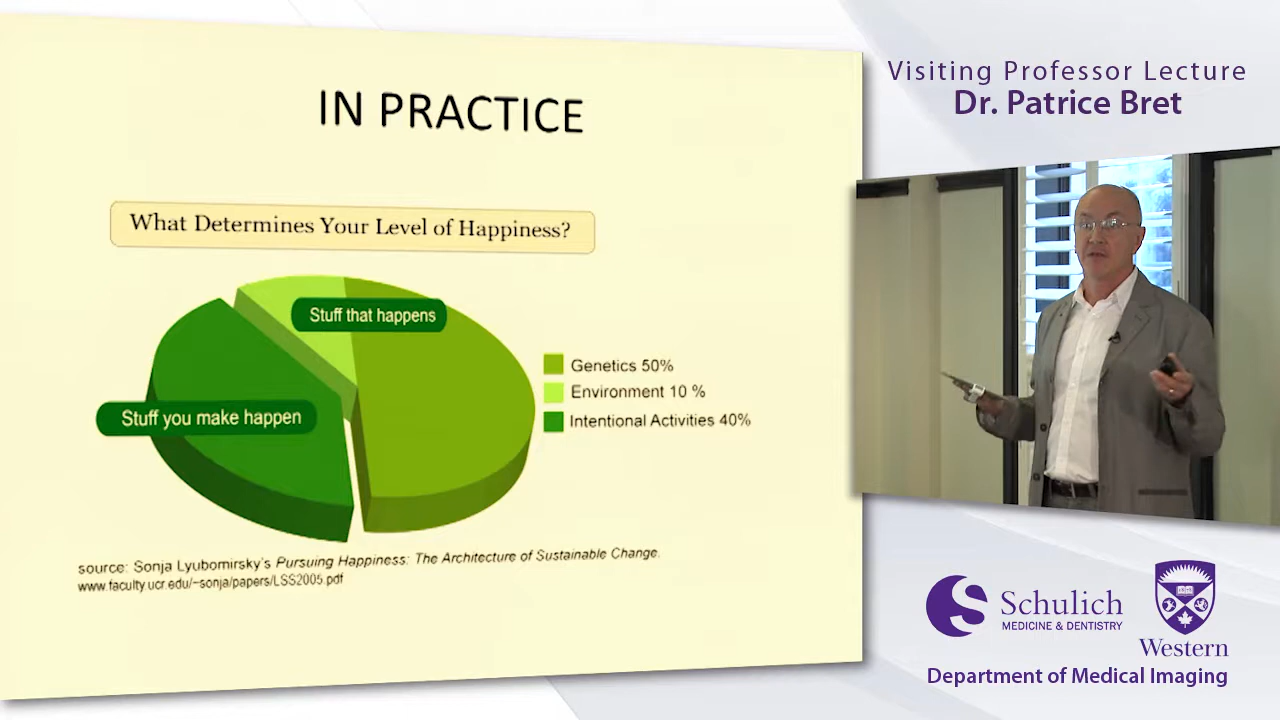 IN PRACTICE
What Determines Your Level of Happiness?
Stuff that happens
Stuff you make happen
Genetics 50%
Environment 10 %
Intentional Activities 40%
source: Sonja Lyubomirsky's Pursuing Happiness: The Architecture of Sustainable Change.
www.faculty.ucr.edu/~sonja/papers/LSS2005.pdf
Visiting Professor Lecture
Dr. Patrice Bret
Schulich
MEDICINE & DENTISTRY
Western
Department of Medical Imaging